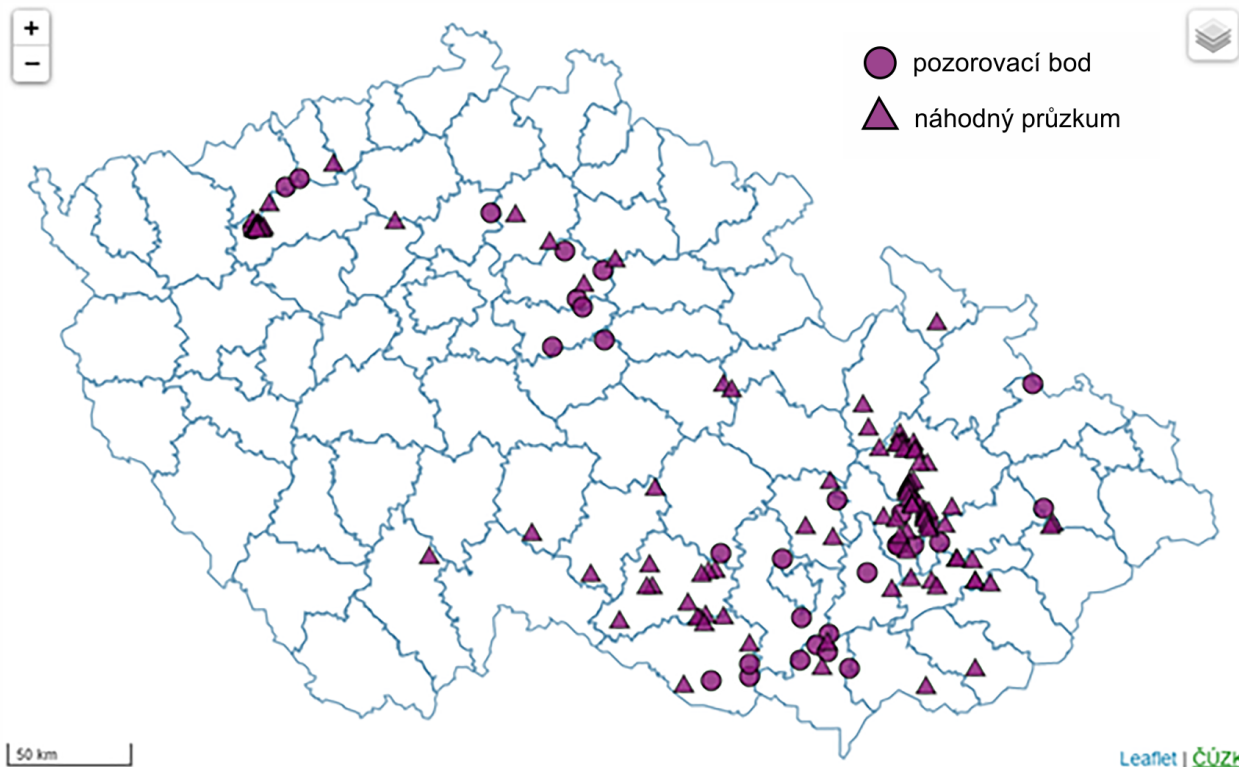 +
−
pozorovací bod
náhodný průzkum
50 km
Leaflet | ČÚZK